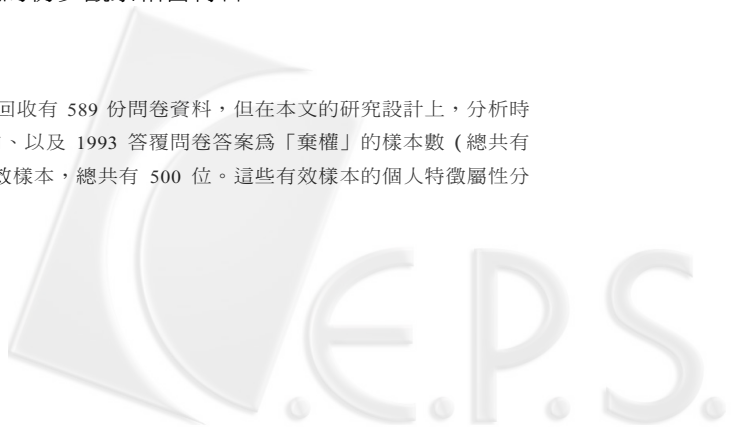 回收有 589 份問卷資料，但在本文的研究設計上，分析時
、以及 1993 答覆問卷答案爲「棄權」的樣本數 (總共有
效樣本，總共有 500 位。這些有效樣本的個人特徵屬性分
C.E.P.S.